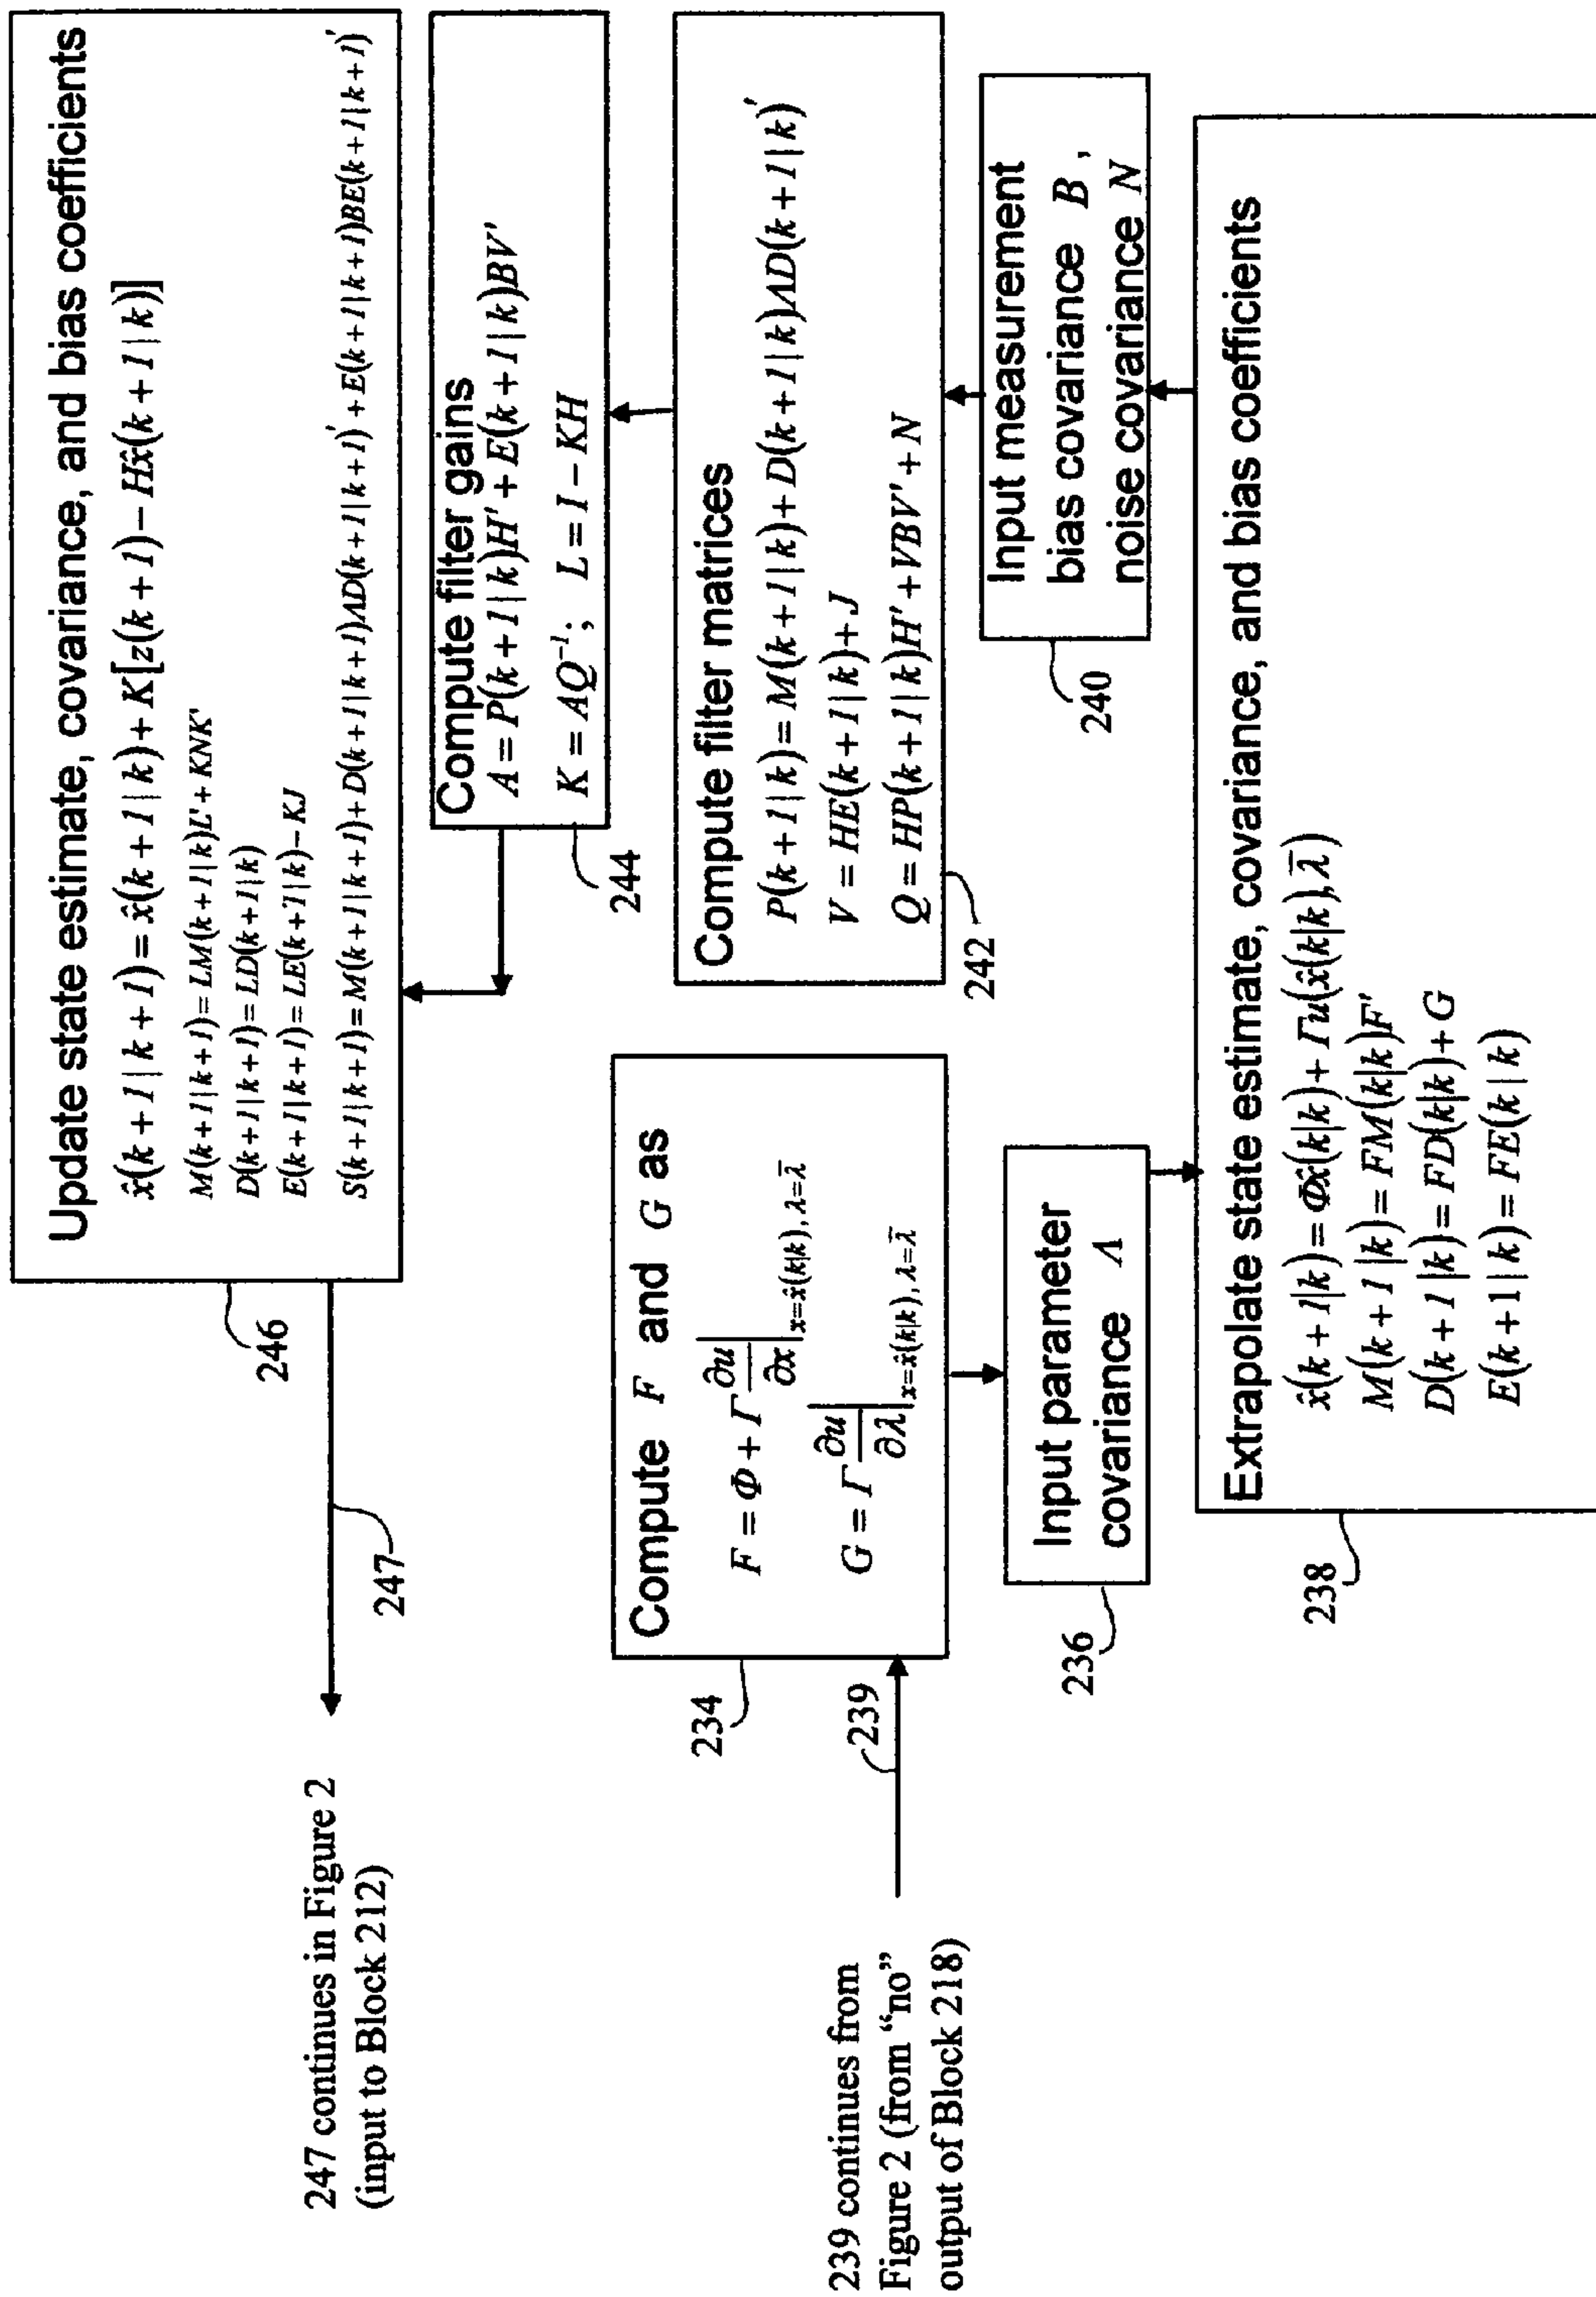 247 continues in Figure 2
(input to Block 212)
247
246
Update state estimate, covariance, and bias coefficients
x̂(k+1|k+1)=x̂(k+1|k)+K[z(k+1)−Hx̂(k+1|k)]
M(k+1|k+1)=LM(k+1|k)L'+KNK'
D(k+1|k+1)=LD(k+1|k)
E(k+1|k+1)=LE(k+1|k)−KJ
S(k+1|k+1)=M(k+1|k+1)+D(k+1|k+1)ΛD(k+1|k+1)'+E(k+1|k+1)BE(k+1|k+1)'
Compute filter gains
A=P(k+1|k)H'+E(k+1|k)BV'
K=AQ⁻¹; L=I−KH
244
Compute filter matrices
P(k+1|k)=M(k+1|k)+D(k+1|k)ΛD(k+1|k)'
V=HE(k+1|k)+J
Q=HP(k+1|k)H'+VBV'+N
242
Input measurement
bias covariance B,
noise covariance N
240
239 continues from
Figure 2 (from “no”
output of Block 218)
239
234
Compute F and G as
F=Φ+Γ ∂u/∂x |x=x̂(k|k), λ=λ̄
G=Γ ∂u/∂λ |x=x̂(k|k), λ=λ̄
236
Input parameter
covariance Λ
238
Extrapolate state estimate, covariance, and bias coefficients
x̂(k+1|k)=Φx̂(k|k)+Γu(x̂(k|k),λ̄)
M(k+1|k)=FM(k|k)F'
D(k+1|k)=FD(k|k)+G
E(k+1|k)=FE(k|k)